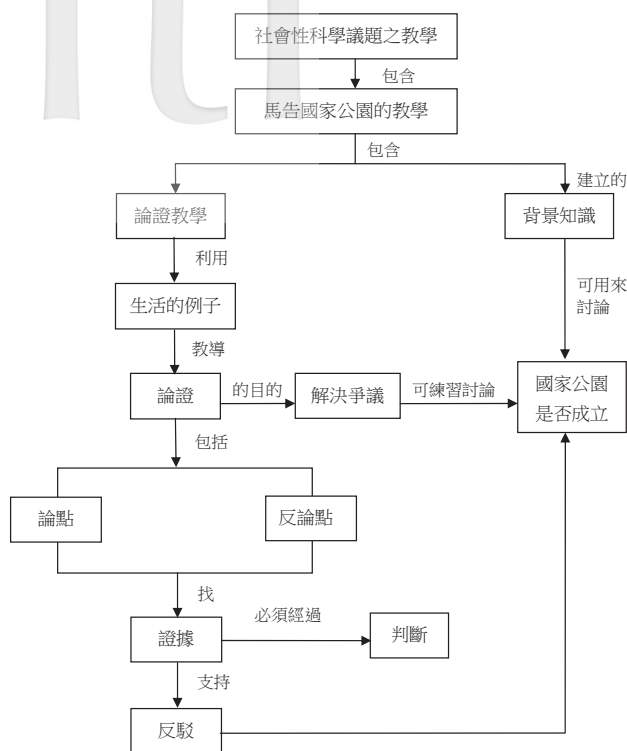 社會性科學議題之教學
包含
馬告國家公園的教學
包含
建立的
論證教學
背景知識
利用
可用來
討論
生活的例子
教導
論證
的目的
解決爭議
可練習討論
國家公園
是否成立
包括
論點
反論點
找
證據
必須經過
判斷
支持
反駁